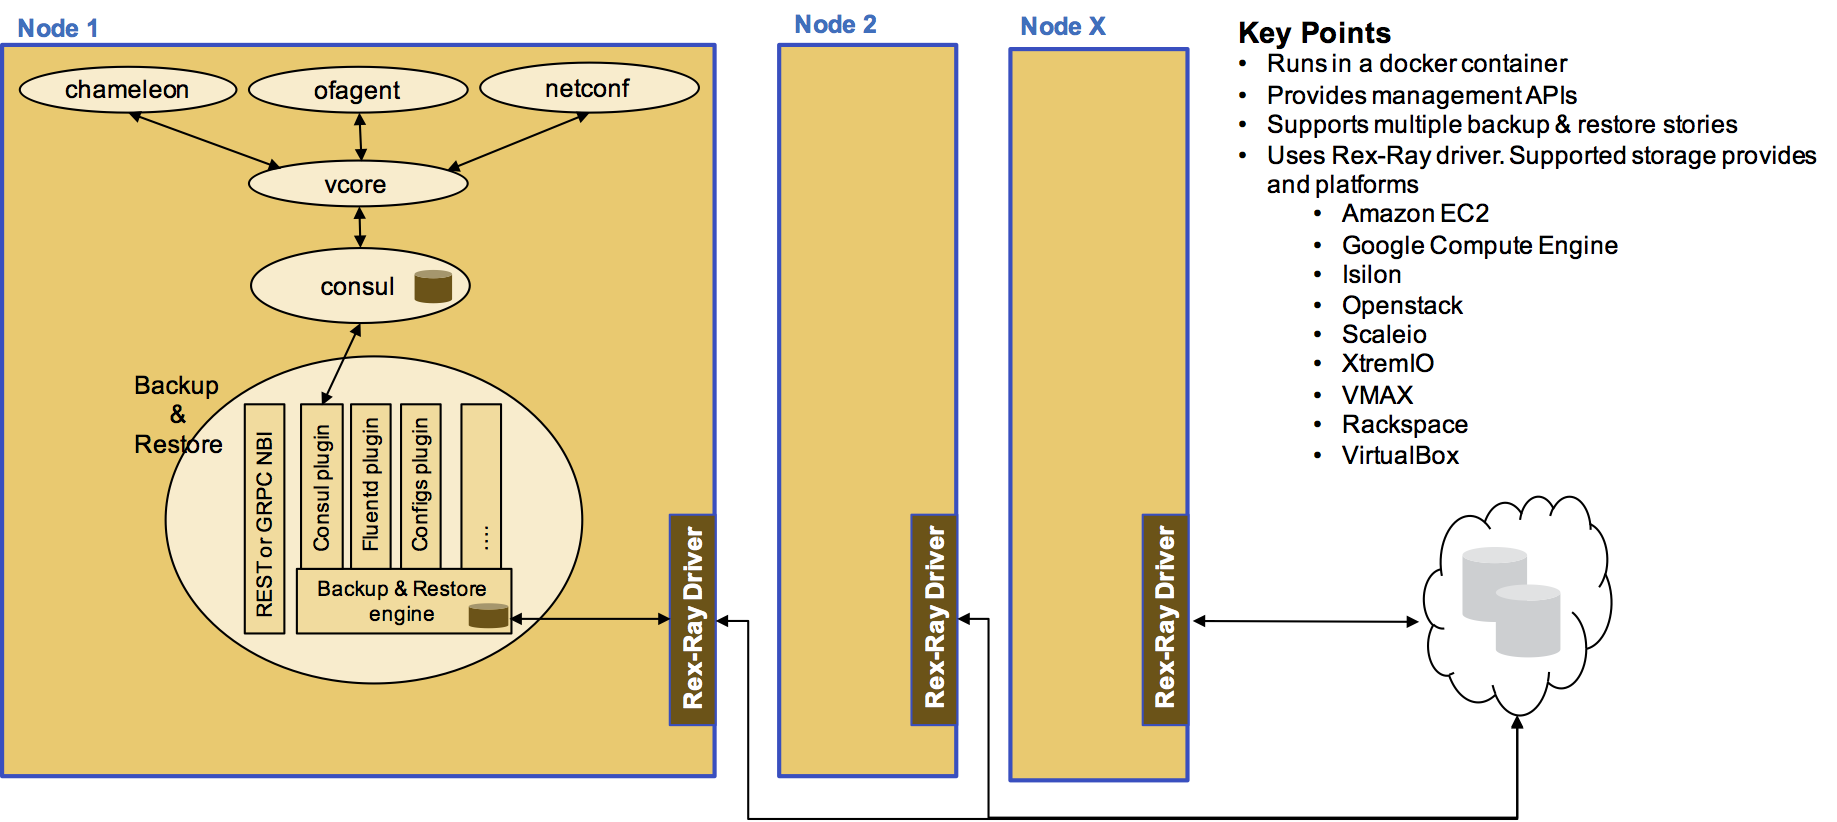 Node 1
Node 2
Node X
chameleon
ofagent
netconf
vcore
consul
Backup
&
Restore
REST or GRPC NBI
Consul plugin
Fluentd plugin
Configs plugin
....
Backup & Restore
engine
Rex-Ray Driver
Rex-Ray Driver
Rex-Ray Driver
Key Points
• Runs in a docker container
• Provides management APIs
• Supports multiple backup & restore stories
• Uses Rex-Ray driver. Supported storage provides
and platforms
• Amazon EC2
• Google Compute Engine
• Isilon
• Openstack
• Scaleio
• XtremIO
• VMAX
• Rackspace
• VirtualBox